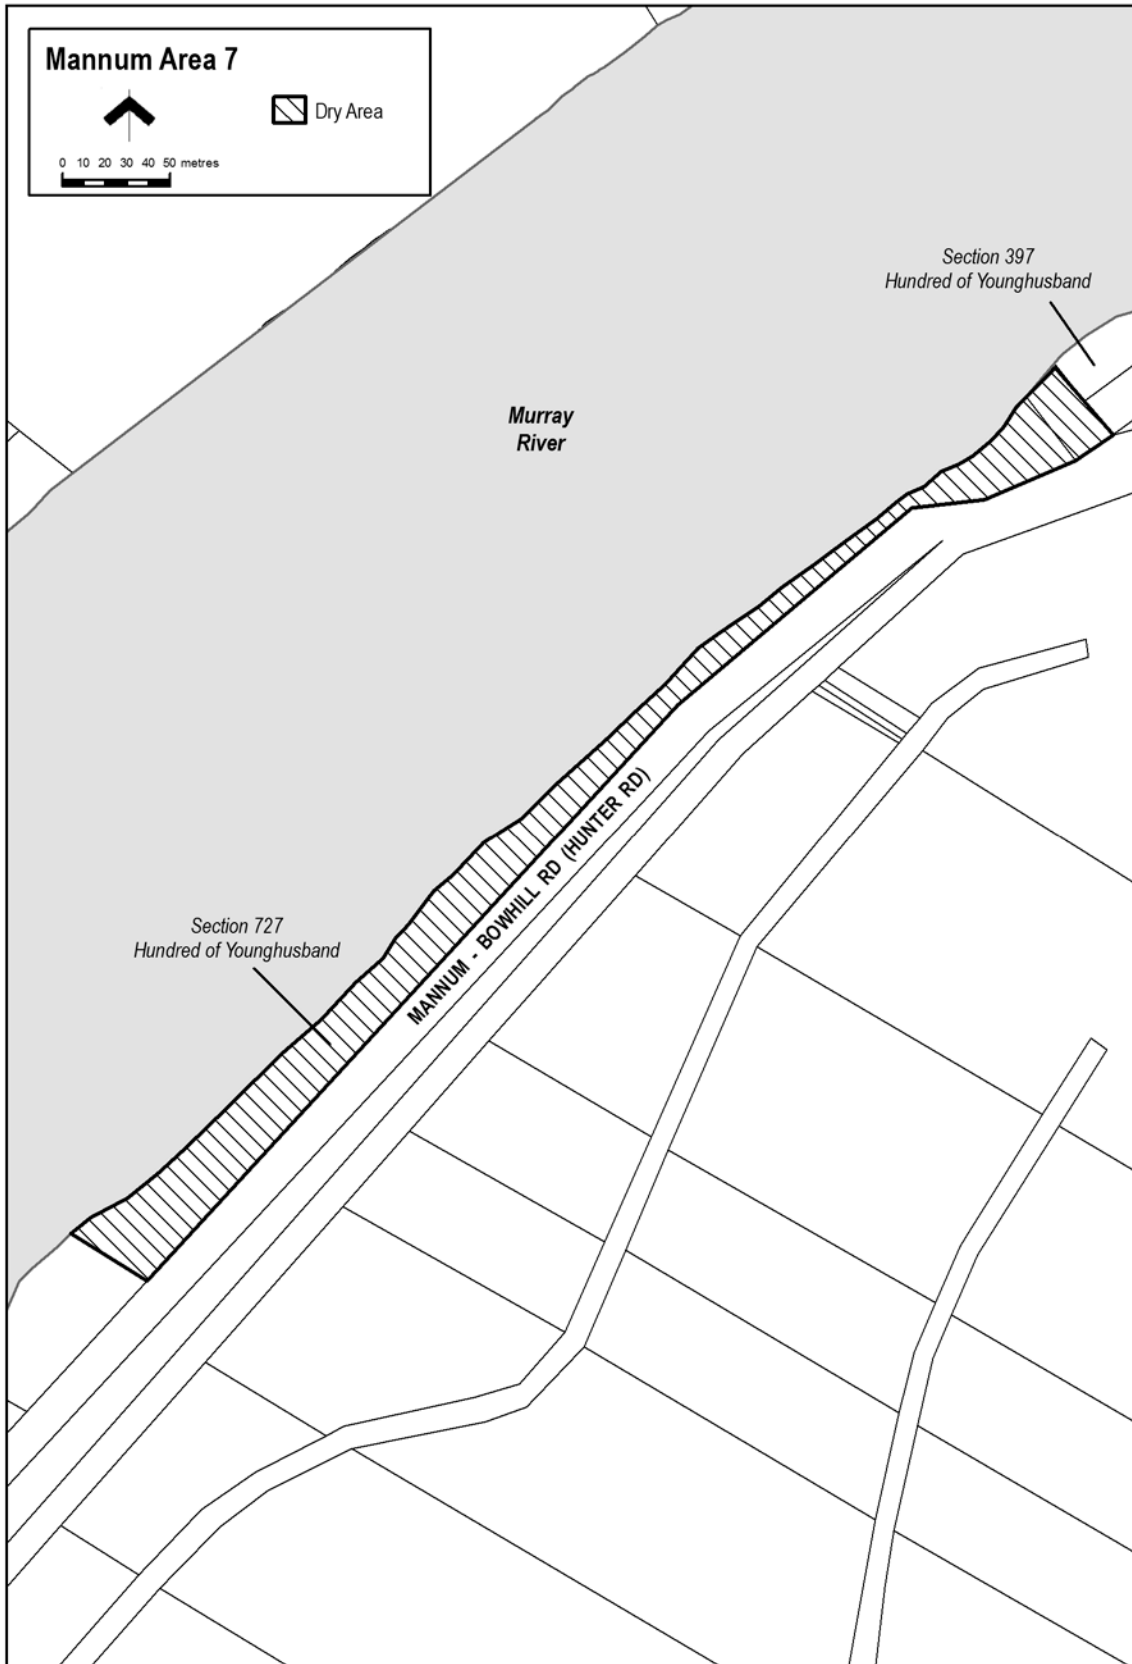 Mannum Area 7
Dry Area
0 10 20 30 40 50 metres
Section 397
Hundred of Younghusband
Murray
River
MANNUM - BOWHILL RD (HUNTER RD)
Section 727
Hundred of Younghusband